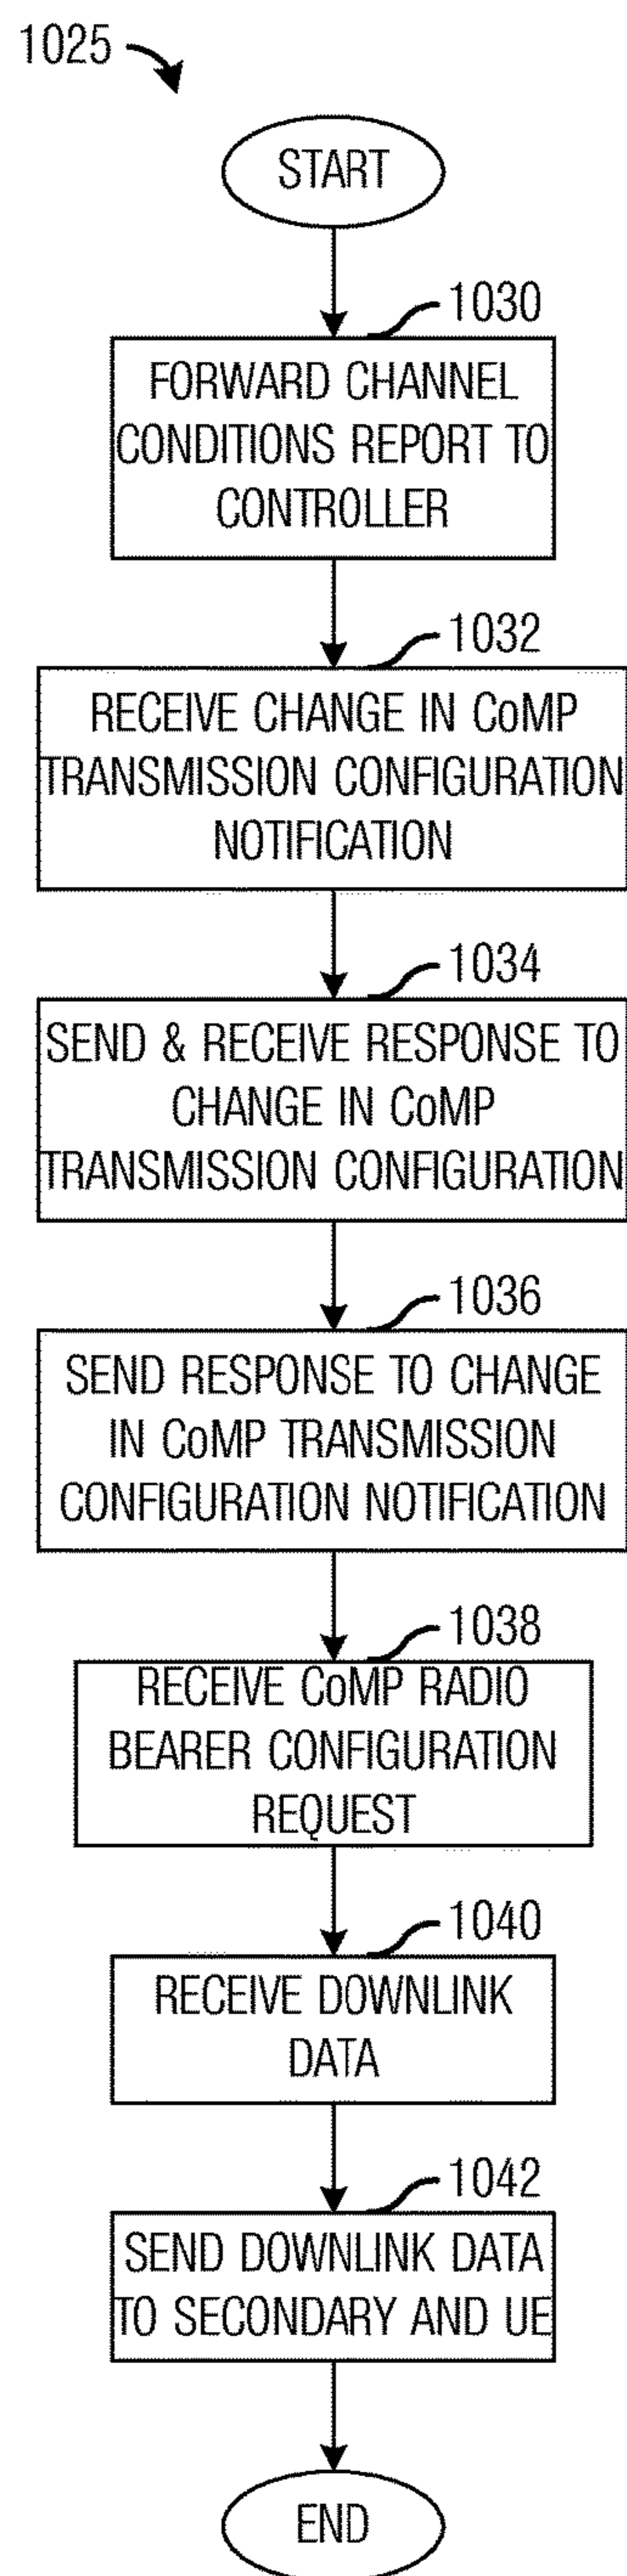 1025
START
1030
FORWARD CHANNEL
CONDITIONS REPORT TO
CONTROLLER
1032
RECEIVE CHANGE IN CoMP
TRANSMISSION CONFIGURATION
NOTIFICATION
1034
SEND & RECEIVE RESPONSE TO
CHANGE IN CoMP
TRANSMISSION CONFIGURATION
1036
SEND RESPONSE TO CHANGE
IN CoMP TRANSMISSION
CONFIGURATION NOTIFICATION
1038
RECEIVE CoMP RADIO
BEARER CONFIGURATION
REQUEST
1040
RECEIVE DOWNLINK
DATA
1042
SEND DOWNLINK DATA
TO SECONDARY AND UE
END